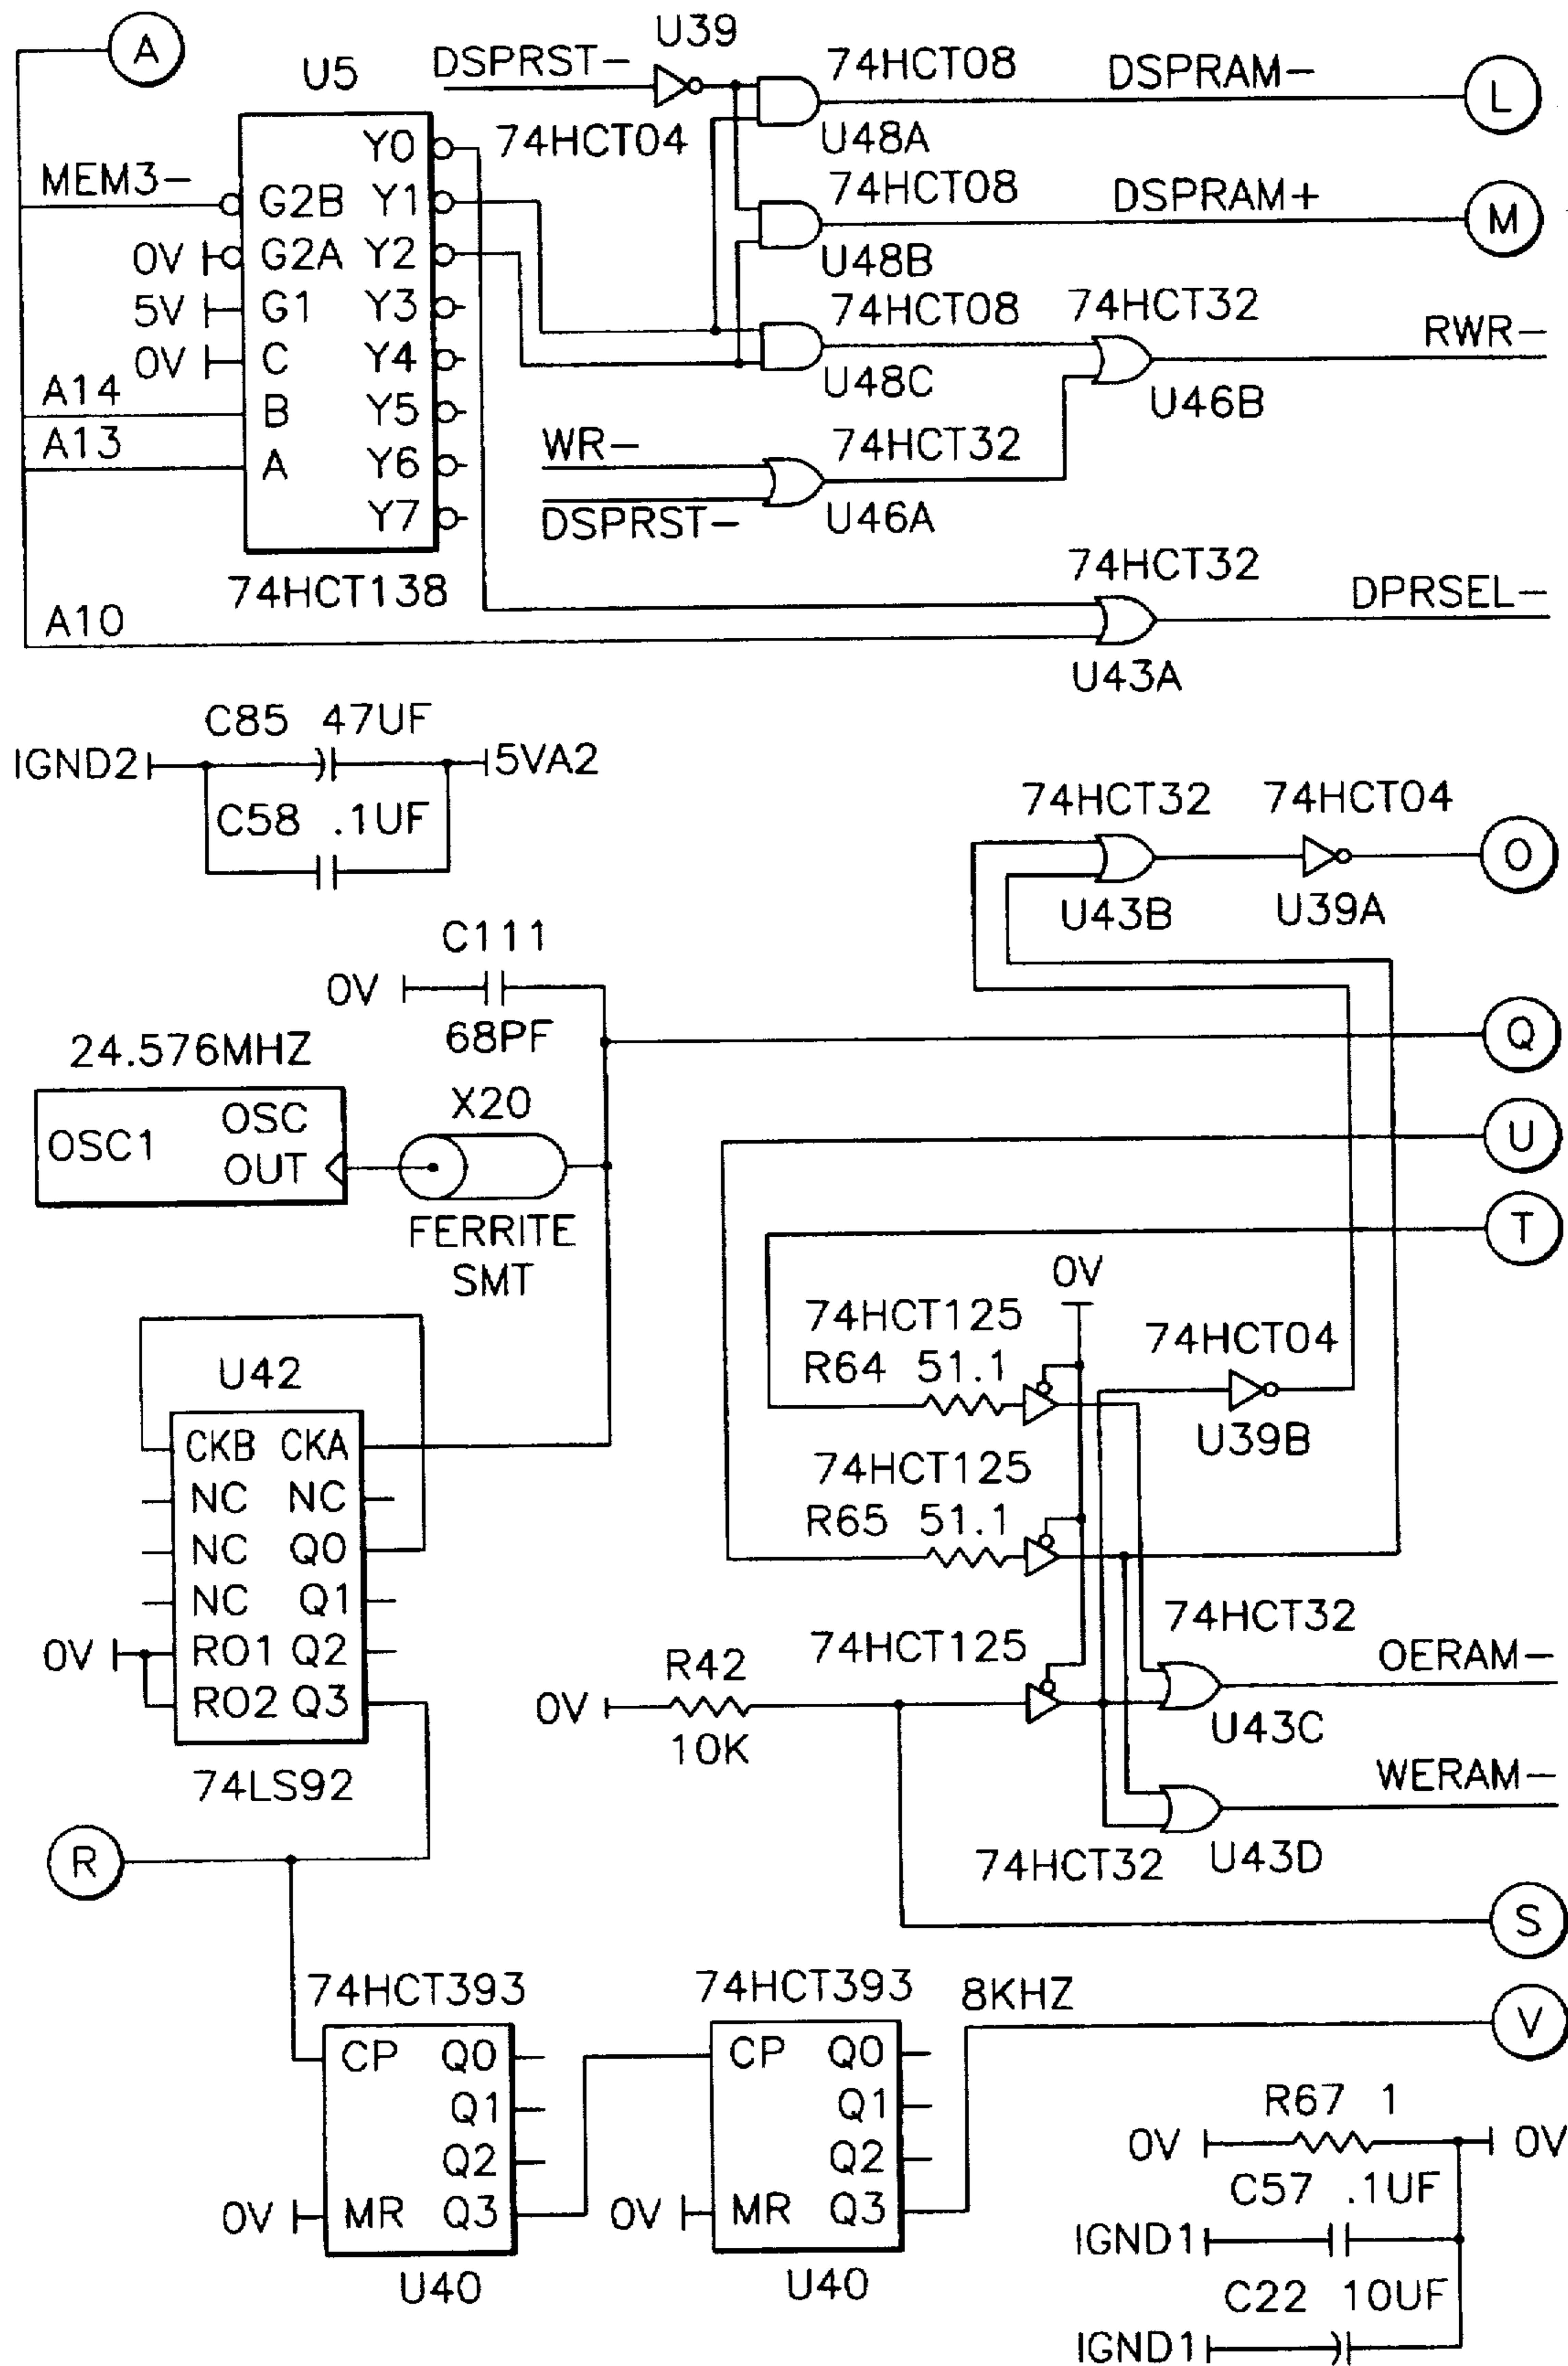 A
U39
U5
DSPRST-
74HCT08
DSPRAM-
L
Y0
74HCT04
U48A
MEM3-
74HCT08
DSPRAM+
M
G2B Y1
0V
G2A Y2
U48B
5V
G1 Y3
74HCT08
74HCT32
RWR-
0V
C Y4
U48C
A14
B Y5
U46B
A13
WR-
74HCT32
A Y6
DSPRST-
U46A
Y7
74HCT138
74HCT32
DPRSEL-
A10
U43A
C85 47UF
IGND2
5VA2
C58 .1UF
74HCT32
74HCT04
O
U43B
U39A
C111
0V
68PF
Q
24.576MHZ
X20
OSC
OSC1
OUT
U
FERRITE
SMT
T
0V
74HCT125
74HCT04
R64 51.1
U42
U39B
CKB CKA
74HCT125
NC NC
R65 51.1
NC Q0
NC Q1
74HCT32
0V
RO1 Q2
R42
74HCT125
OERAM-
RO2 Q3
0V
10K
U43C
74LS92
WERAM-
R
74HCT32
U43D
S
74HCT393
74HCT393
8KHZ
V
CP Q0
CP Q0
Q1
Q1
R67 1
Q2
Q2
0V
0V
C57 .1UF
0V
MR Q3
0V
MR Q3
IGND1
U40
U40
C22 10UF
IGND1